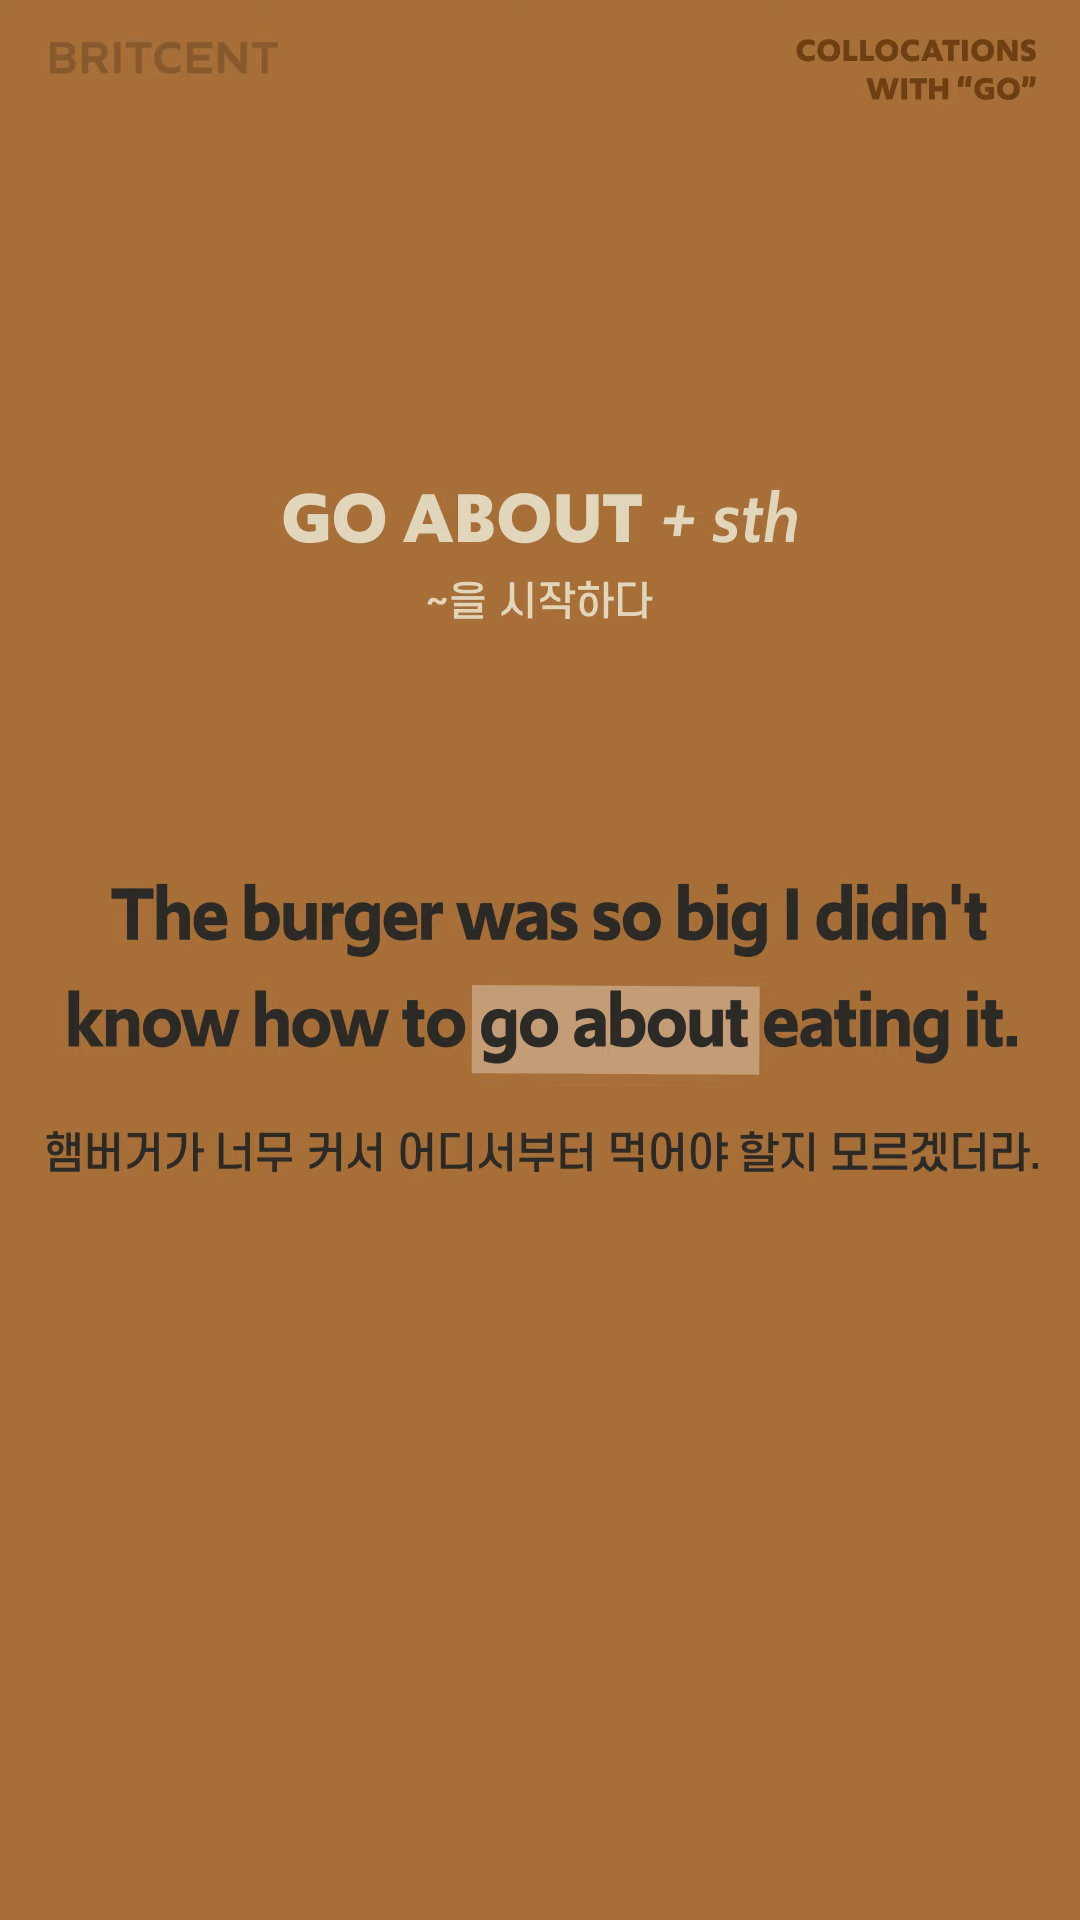 BRITCENT
COLLOCATIONS
WITH “GO”
GO ABOUT + sth
~을 시작하다
The burger was so big I didn't
know how to go about eating it.
햄버거가 너무 커서 어디서부터 먹어야 할지 모르겠더라.